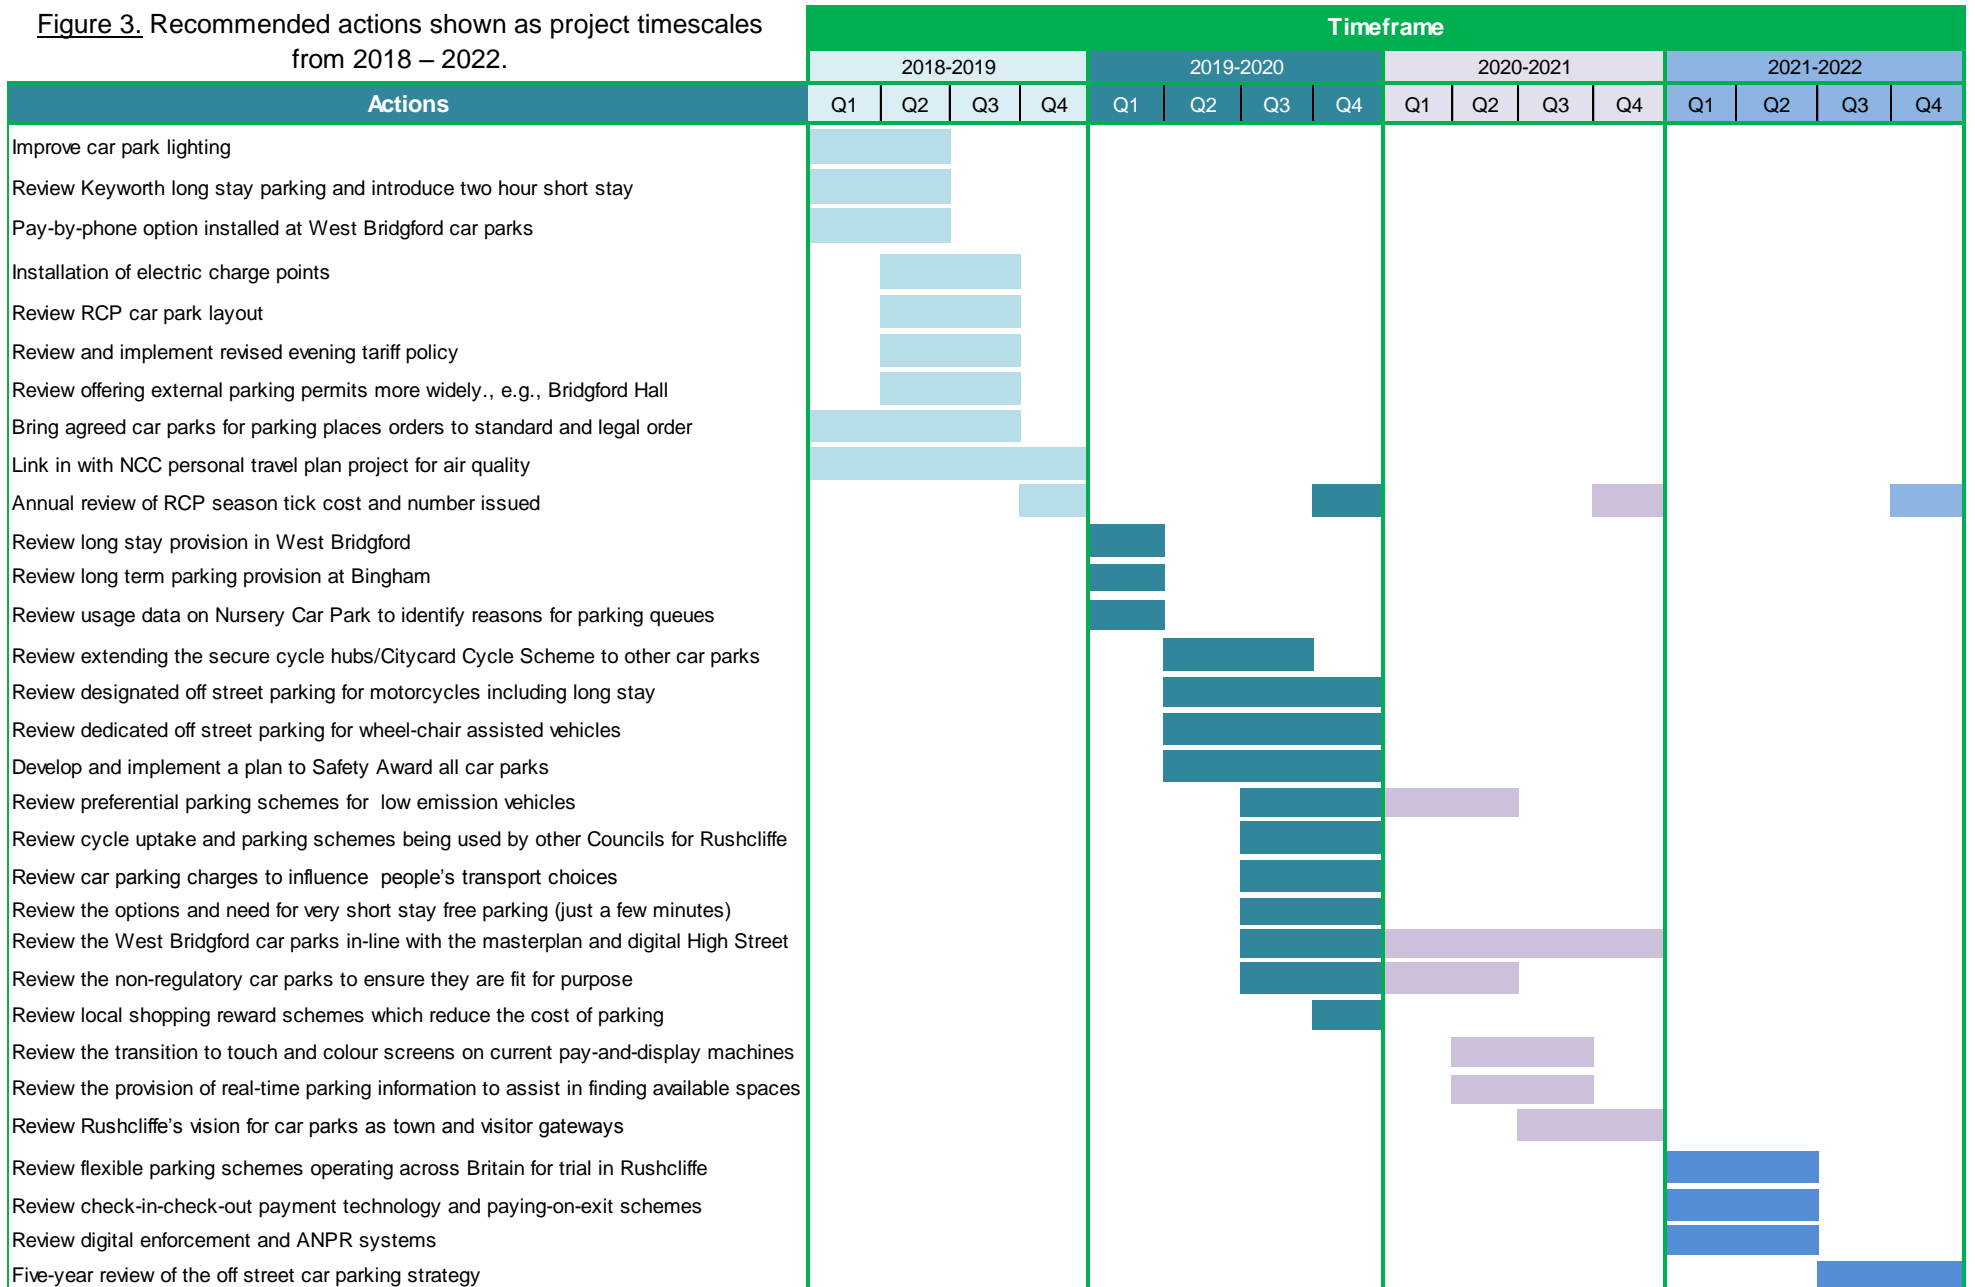 Figure 3. Recommended actions shown as project timescales
from 2018 – 2022.
Timeframe
2018-2019 2019-2020 2020-2021 2021-2022
Actions Q1 Q2 Q3 Q4 Q1 Q2 Q3 Q4 Q1 Q2 Q3 Q4 Q1 Q2 Q3 Q4
Improve car park lighting
Review Keyworth long stay parking and introduce two hour short stay
Pay-by-phone option installed at West Bridgford car parks
Installation of electric charge points
Review RCP car park layout
Review and implement revised evening tariff policy
Review offering external parking permits more widely., e.g., Bridgford Hall
Bring agreed car parks for parking places orders to standard and legal order
Link in with NCC personal travel plan project for air quality
Annual review of RCP season tick cost and number issued
Review long stay provision in West Bridgford
Review long term parking provision at Bingham
Review usage data on Nursery Car Park to identify reasons for parking queues
Review extending the secure cycle hubs/Citycard Cycle Scheme to other car parks
Review designated off street parking for motorcycles including long stay
Review dedicated off street parking for wheel-chair assisted vehicles
Develop and implement a plan to Safety Award all car parks
Review preferential parking schemes for low emission vehicles
Review cycle uptake and parking schemes being used by other Councils for Rushcliffe
Review car parking charges to influence people’s transport choices
Review the options and need for very short stay free parking (just a few minutes)
Review the West Bridgford car parks in-line with the masterplan and digital High Street
Review the non-regulatory car parks to ensure they are fit for purpose
Review local shopping reward schemes which reduce the cost of parking
Review the transition to touch and colour screens on current pay-and-display machines
Review the provision of real-time parking information to assist in finding available spaces
Review Rushcliffe’s vision for car parks as town and visitor gateways
Review flexible parking schemes operating across Britain for trial in Rushcliffe
Review check-in-check-out payment technology and paying-on-exit schemes
Review digital enforcement and ANPR systems
Five-year review of the off street car parking strategy